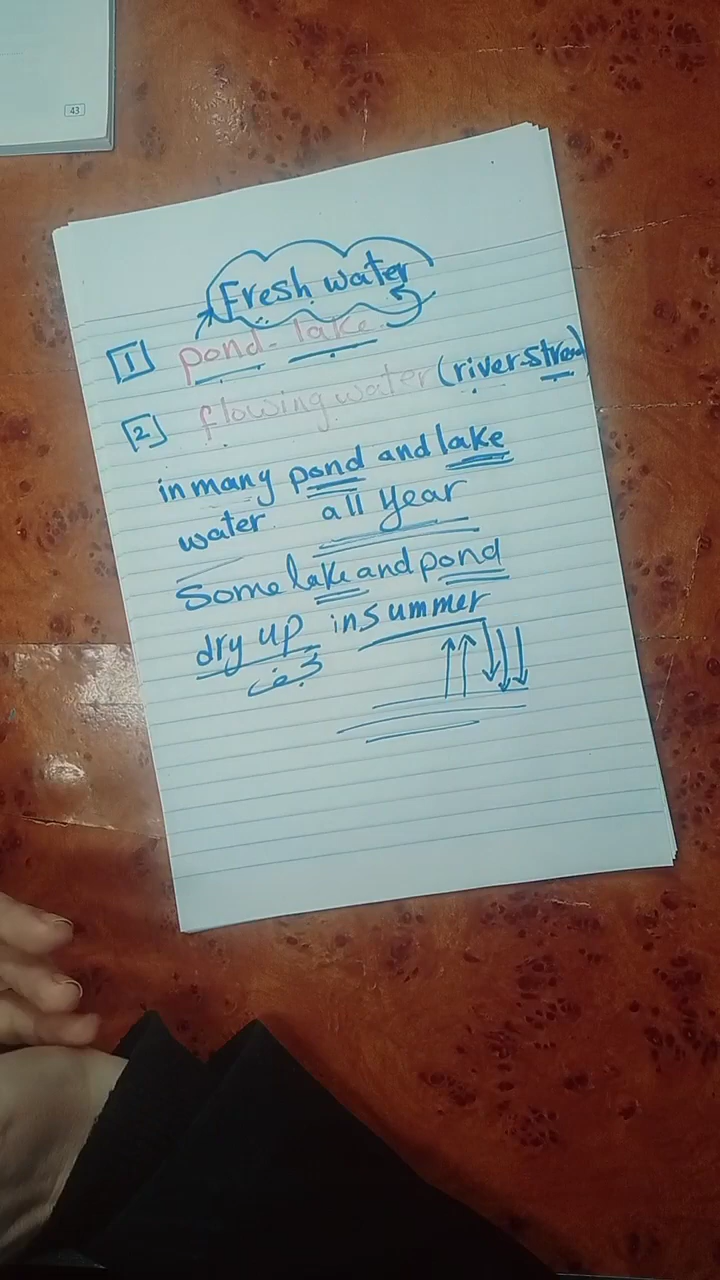 43
Fresh water
1 pond - lake
2 flowing water (river-stream)
in many pond and lake
water all Year
Some lake and pond
dry up in summer
تجف